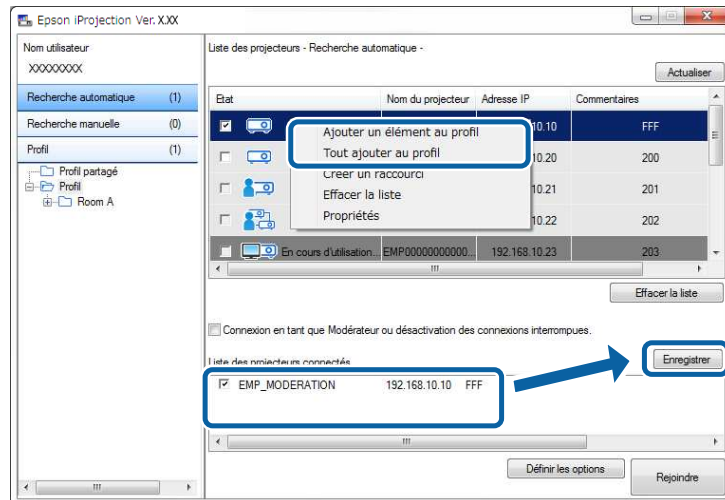 Epson iProjection Ver. X.XX
Nom utilisateur
XXXXXXXX
Recherche automatique (1)
Recherche manuelle (0)
Profil (1)
Profil partagé
Profil
Room A
Liste des projecteurs - Recherche automatique -
Actualiser
Etat Nom du projecteur Adresse IP Commentaires
10.10 FFF
Ajouter un élément au profil
Tout ajouter au profil
10.20 200
Créer un raccourci
10.21 201
Effacer la liste
Propriétés
10.22 202
En cours d'utilisation... EMP00000000000... 192.168.10.23 203
Effacer la liste
Connexion en tant que Modérateur ou désactivation des connexions interrompues.
Liste des projecteurs connectés
Enregistrer
EMP_MODERATION 192.168.10.10 FFF
Définir les options
Rejoindre